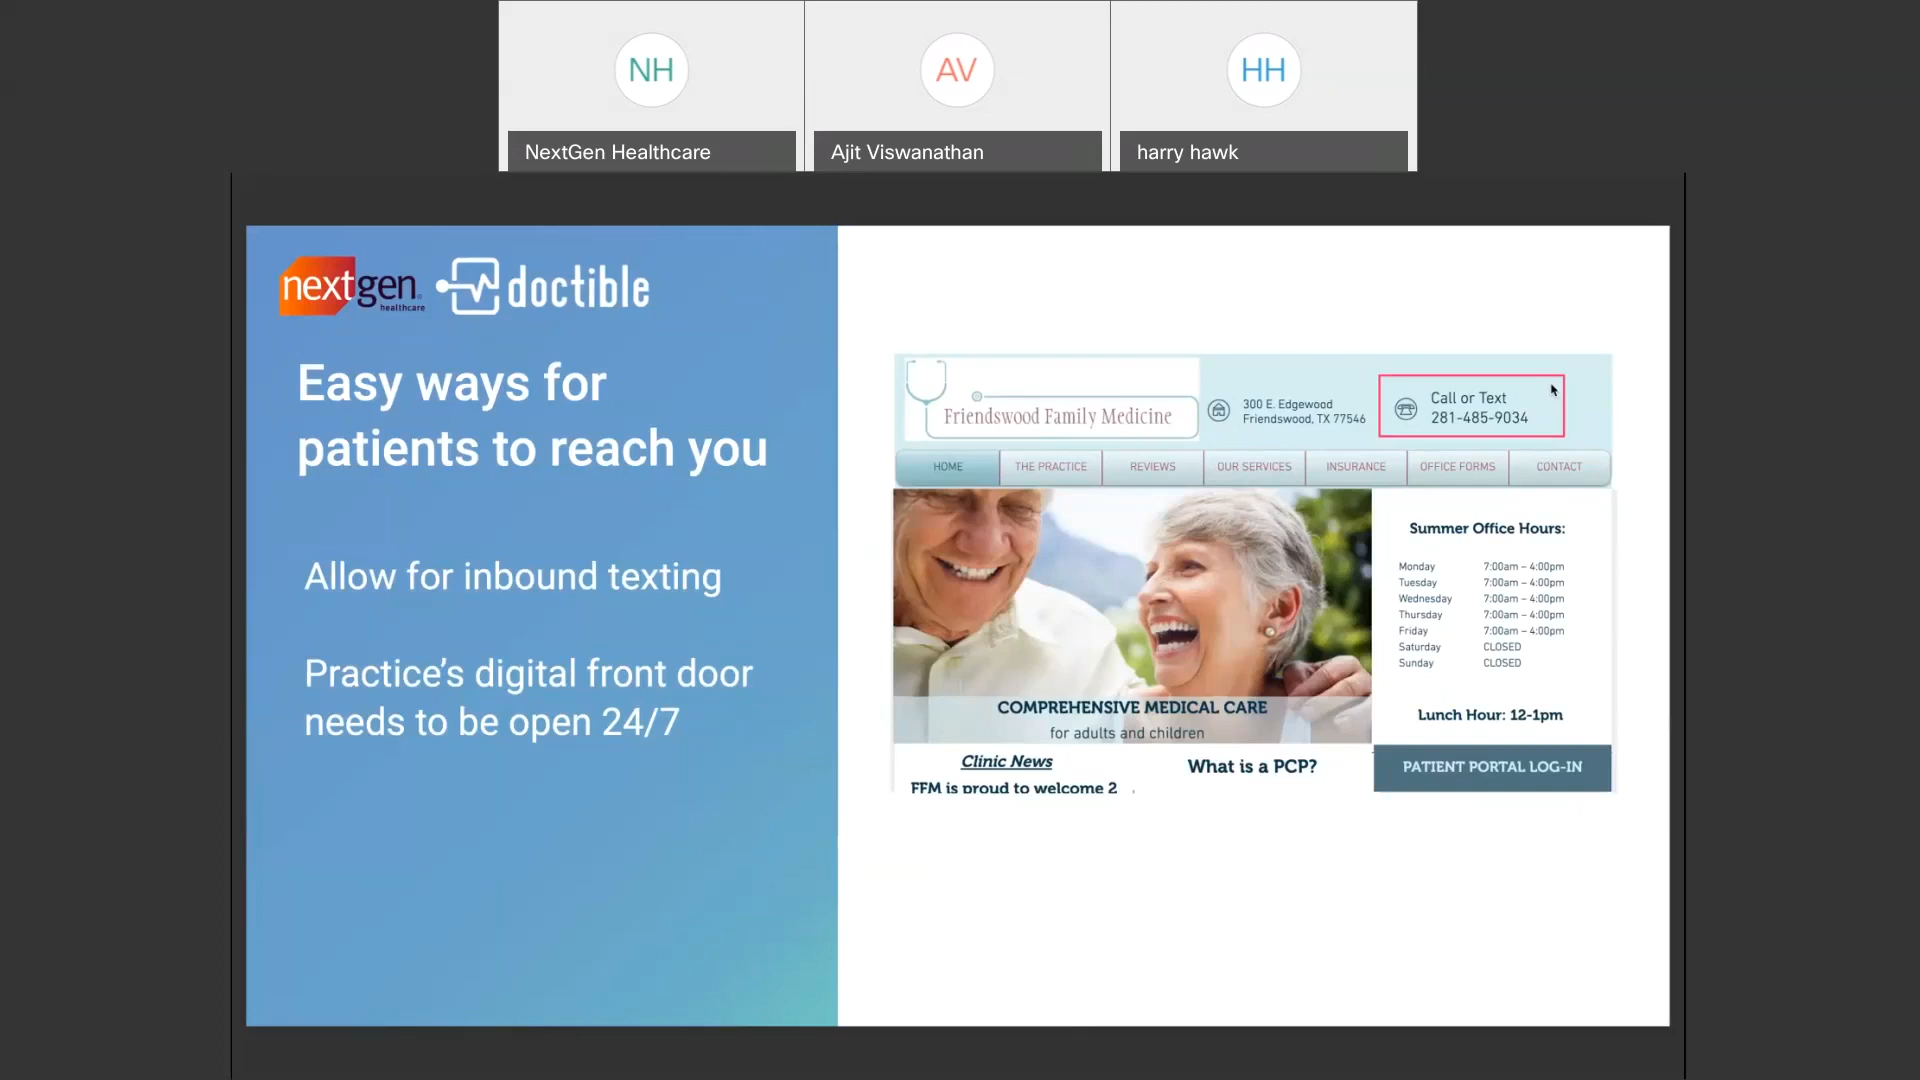 NH
AV
HH
NextGen Healthcare
Ajit Viswanathan
harry hawk
nextgen
healthcare
doctible
Easy ways for
patients to reach you
Allow for inbound texting
Practice’s digital front door
needs to be open 24/7
Friendswood Family Medicine
300 E. Edgewood
Friendswood, TX 77546
Call or Text
281-485-9034
HOME THE PRACTICE REVIEWS OUR SERVICES INSURANCE OFFICE FORMS CONTACT
Summer Office Hours:
Monday 7:00am – 4:00pm
Tuesday 7:00am – 4:00pm
Wednesday 7:00am – 4:00pm
Thursday 7:00am – 4:00pm
Friday 7:00am – 4:00pm
Saturday CLOSED
Sunday CLOSED
Lunch Hour: 12-1pm
COMPREHENSIVE MEDICAL CARE
for adults and children
Clinic News
FFM is proud to welcome 2
What is a PCP?
PATIENT PORTAL LOG-IN